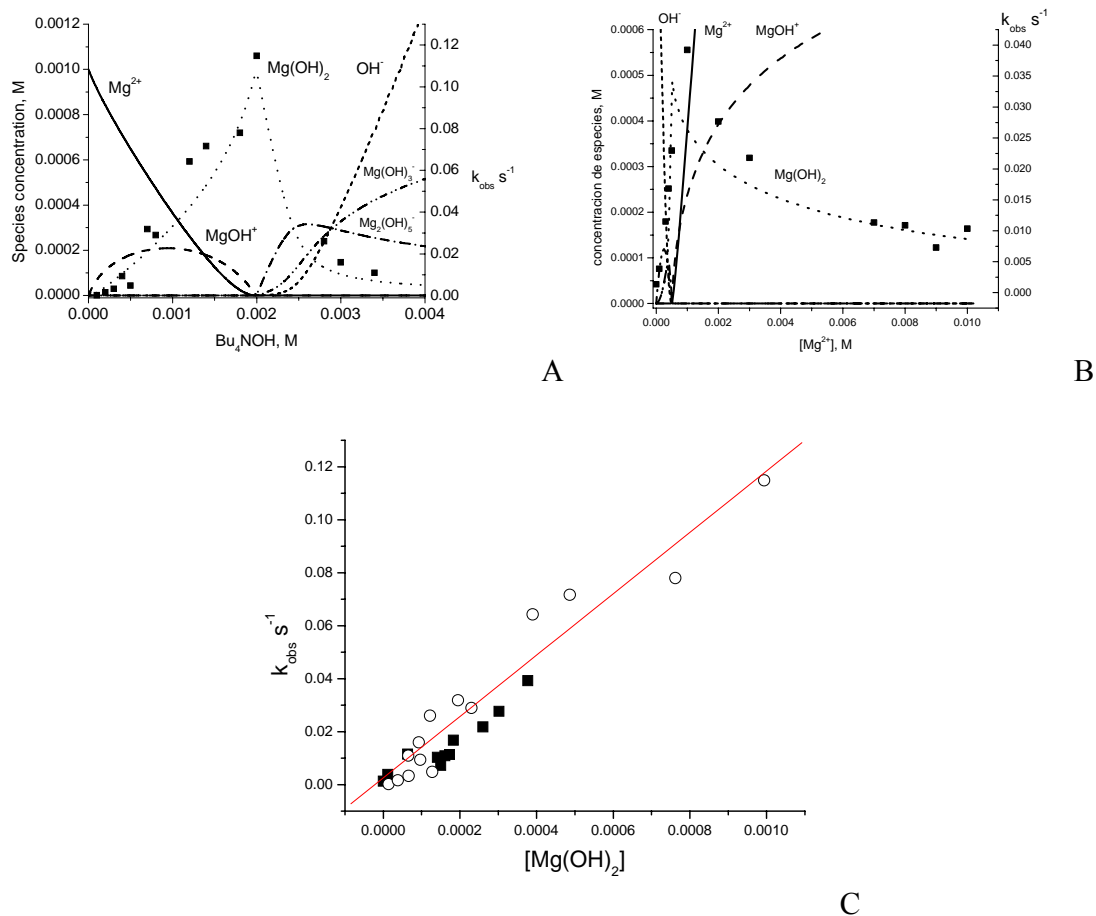 0.0012
0.0010
0.0008
0.0006
0.0004
0.0002
0.0000
Species concentration, M
Mg²⁺
MgOH⁺
Mg(OH)₂
OH⁻
Mg(OH)₃⁻
Mg₂(OH)₅⁻
0.12
0.10
0.08
0.06
0.04
0.02
0.00
k_obs s⁻¹
0.000 0.001 0.002 0.003 0.004
Bu₄NOH, M
A
OH⁻
Mg²⁺
MgOH⁺
k_obs s⁻¹
0.0006
0.0005
0.0004
0.0003
0.0002
0.0001
0.0000
concentracion de especies, M
Mg(OH)₂
0.040
0.035
0.030
0.025
0.020
0.015
0.010
0.005
0.000
0.000 0.002 0.004 0.006 0.008 0.010
[Mg²⁺], M
B
0.12
0.10
0.08
0.06
0.04
0.02
0.00
k_obs s⁻¹
0.0000 0.0002 0.0004 0.0006 0.0008 0.0010
[Mg(OH)₂]
C